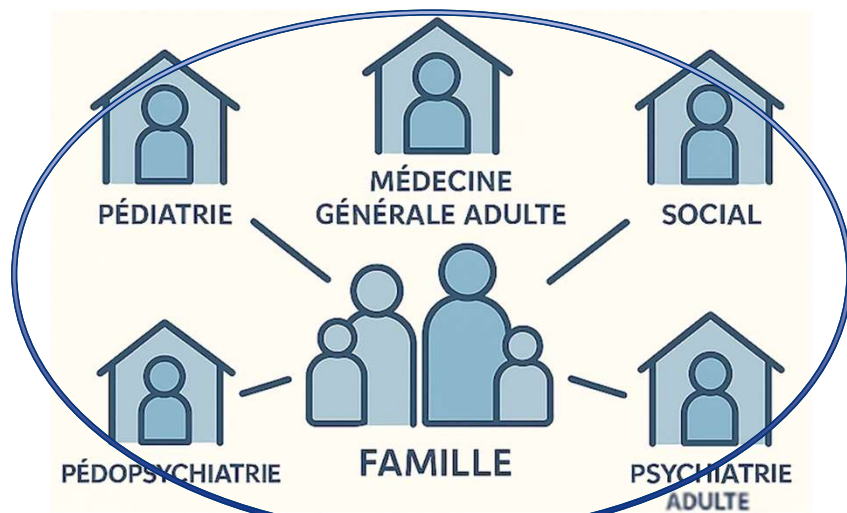 PÉDIATRIE
MÉDECINE
GÉNÉRALE ADULTE
SOCIAL
PÉDOPSYCHIATRIE
FAMILLE
PSYCHIATRIE
ADULTE